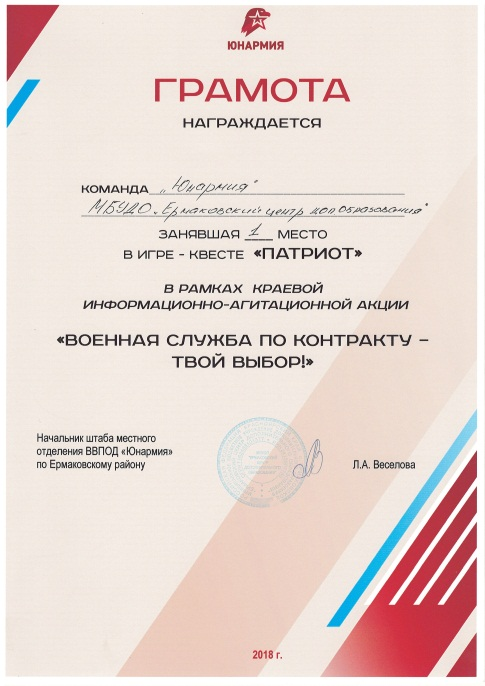 ЮНАРМИЯ
ГРАМОТА
НАГРАЖДАЕТСЯ
КОМАНДА „Юнармия"
МБУДО „Ермаковский центр доп образования"
ЗАНЯВШАЯ 1 МЕСТО
В ИГРЕ - КВЕСТЕ «ПАТРИОТ»
В РАМКАХ КРАЕВОЙ
ИНФОРМАЦИОННО-АГИТАЦИОННОЙ АКЦИИ
«ВОЕННАЯ СЛУЖБА ПО КОНТРАКТУ –
ТВОЙ ВЫБОР!»
Начальник штаба местного
отделения ВВПОД «Юнармия»
по Ермаковскому району
Л.А. Веселова
2018 г.